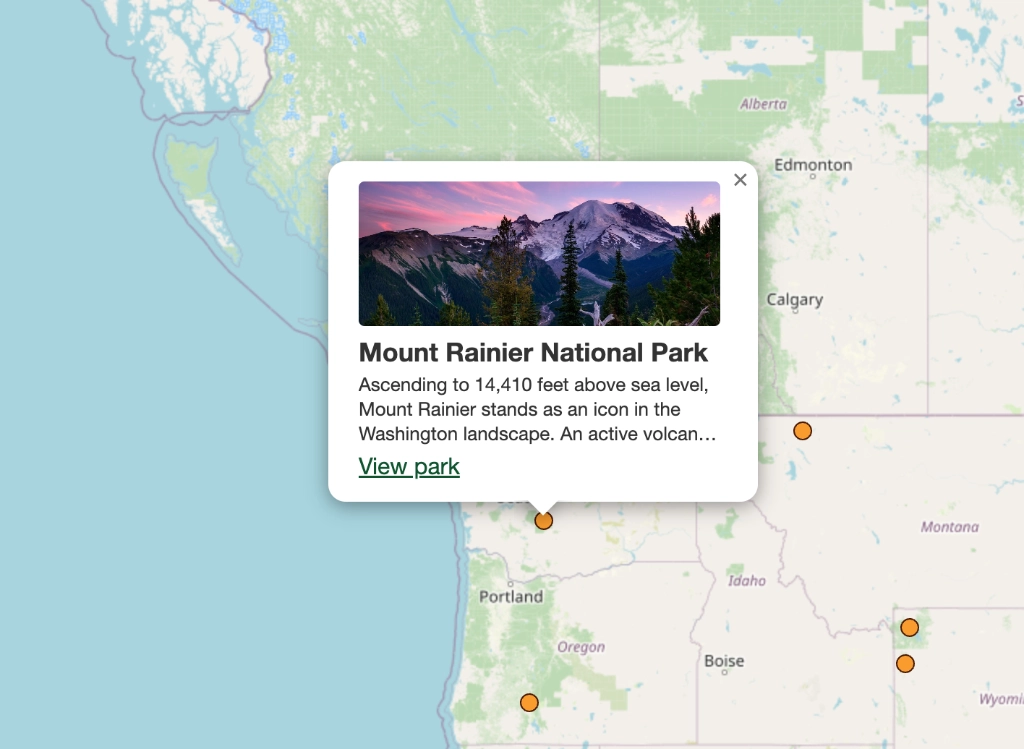 Alberta
Edmonton
Calgary
Mount Rainier National Park
Ascending to 14,410 feet above sea level,
Mount Rainier stands as an icon in the
Washington landscape. An active volcan…
View park
Montana
Idaho
Portland
Oregon
Boise
Wyomin